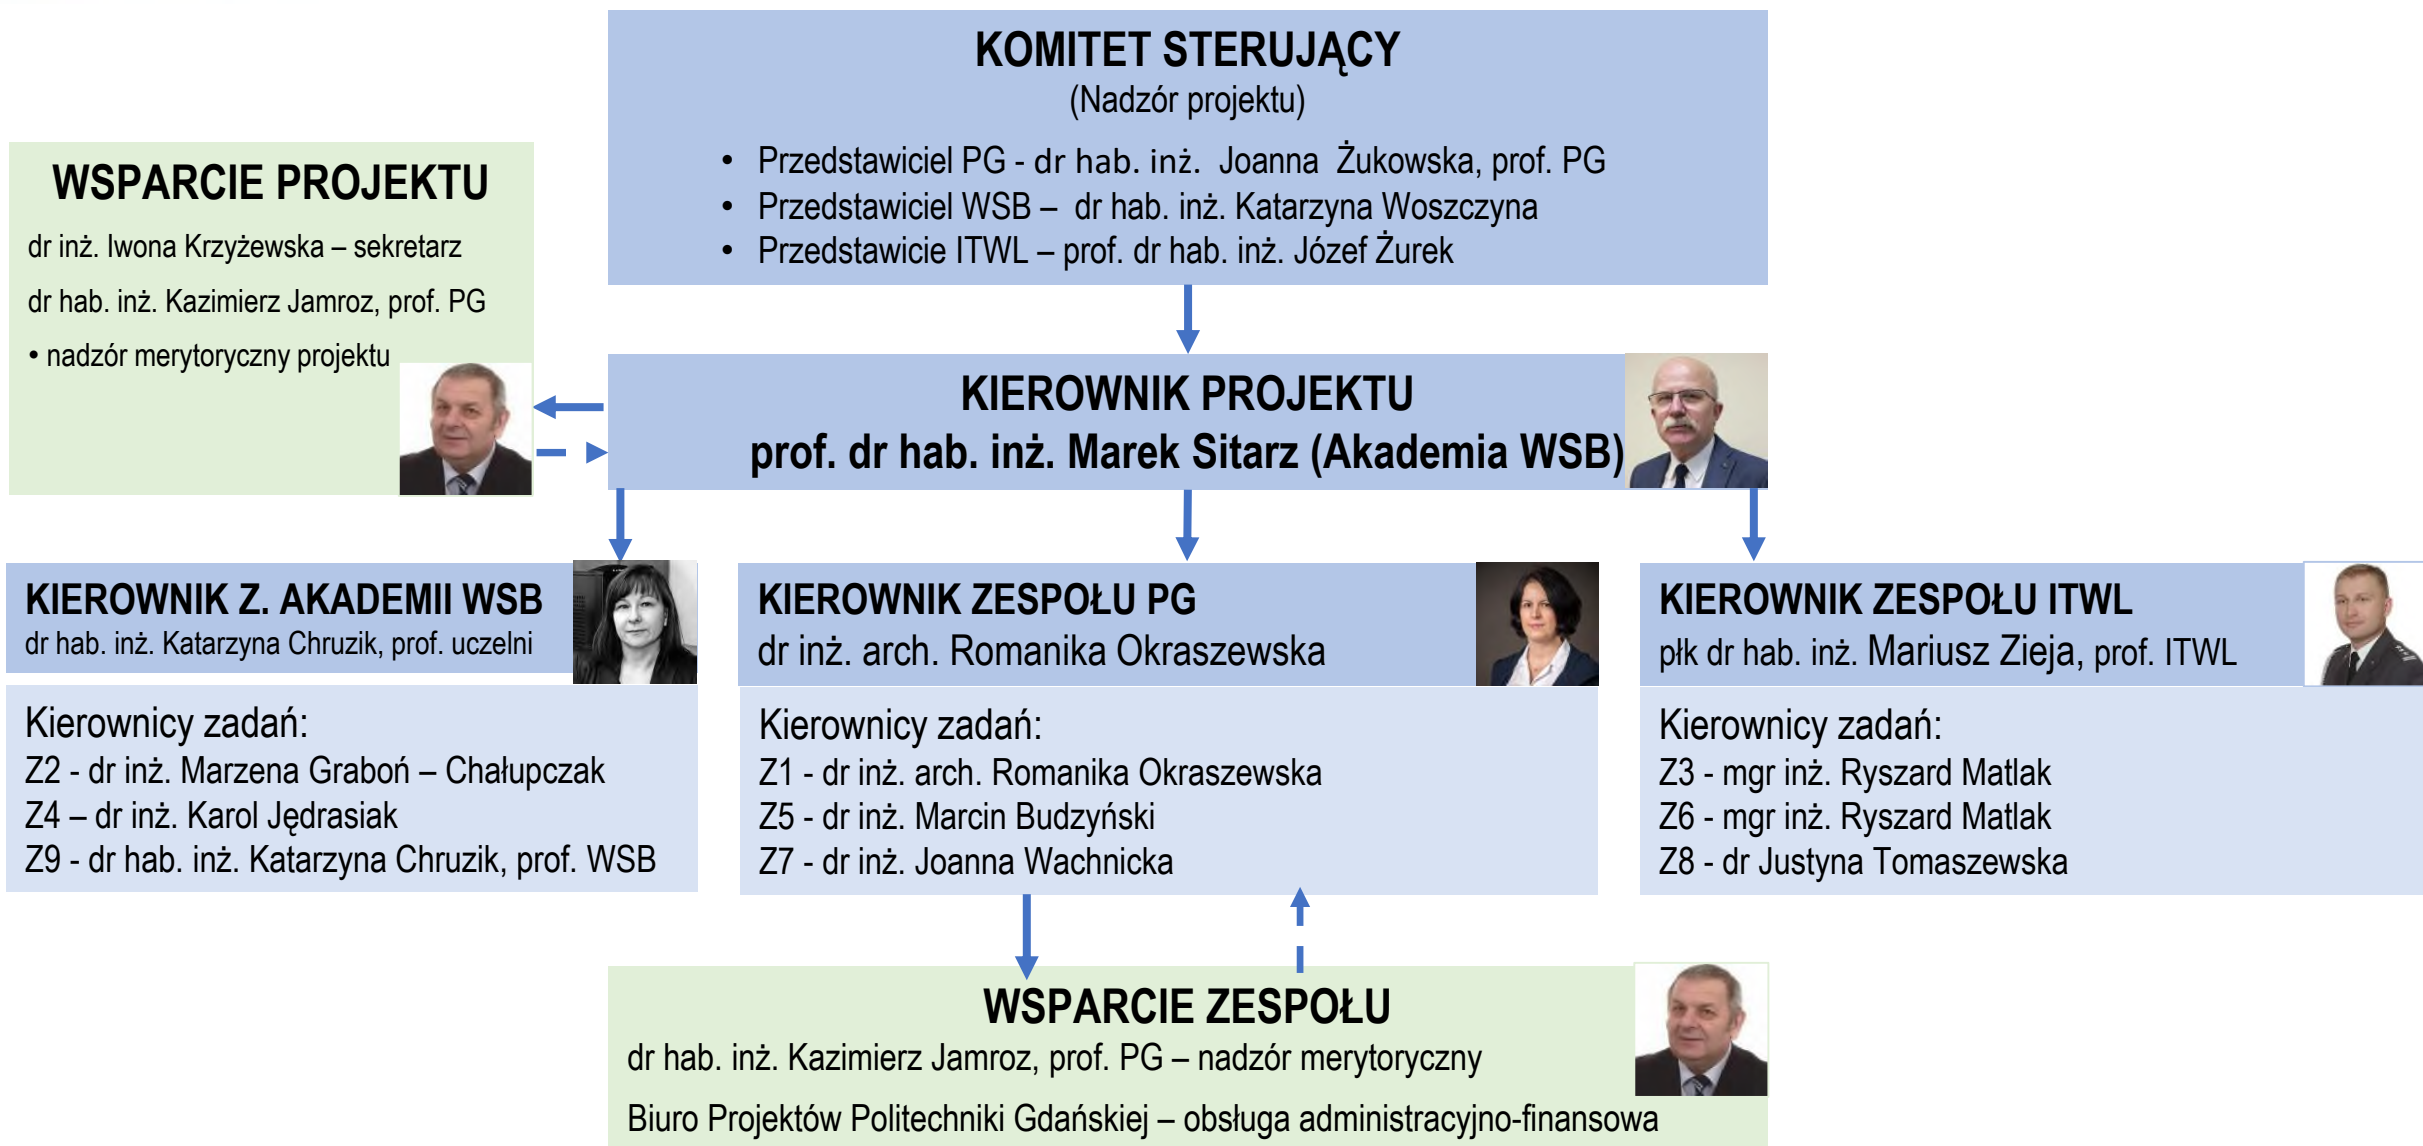 KOMITET STERUJĄCY
(Nadzór projektu)
• Przedstawiciel PG - dr hab. inż. Joanna Żukowska, prof. PG
• Przedstawiciel WSB – dr hab. inż. Katarzyna Woszczyna
• Przedstawicie ITWL – prof. dr hab. inż. Józef Żurek
WSPARCIE PROJEKTU
dr inż. Iwona Krzyżewska – sekretarz
dr hab. inż. Kazimierz Jamroz, prof. PG
• nadzór merytoryczny projektu
KIEROWNIK PROJEKTU
prof. dr hab. inż. Marek Sitarz (Akademia WSB)
KIEROWNIK Z. AKADEMII WSB
dr hab. inż. Katarzyna Chruzik, prof. uczelni
Kierownicy zadań:
Z2 - dr inż. Marzena Graboń – Chałupczak
Z4 – dr inż. Karol Jędrasiak
Z9 - dr hab. inż. Katarzyna Chruzik, prof. WSB
KIEROWNIK ZESPOŁU PG
dr inż. arch. Romanika Okraszewska
Kierownicy zadań:
Z1 - dr inż. arch. Romanika Okraszewska
Z5 - dr inż. Marcin Budzyński
Z7 - dr inż. Joanna Wachnicka
KIEROWNIK ZESPOŁU ITWL
płk dr hab. inż. Mariusz Zieja, prof. ITWL
Kierownicy zadań:
Z3 - mgr inż. Ryszard Matlak
Z6 - mgr inż. Ryszard Matlak
Z8 - dr Justyna Tomaszewska
WSPARCIE ZESPOŁU
dr hab. inż. Kazimierz Jamroz, prof. PG – nadzór merytoryczny
Biuro Projektów Politechniki Gdańskiej – obsługa administracyjno-finansowa